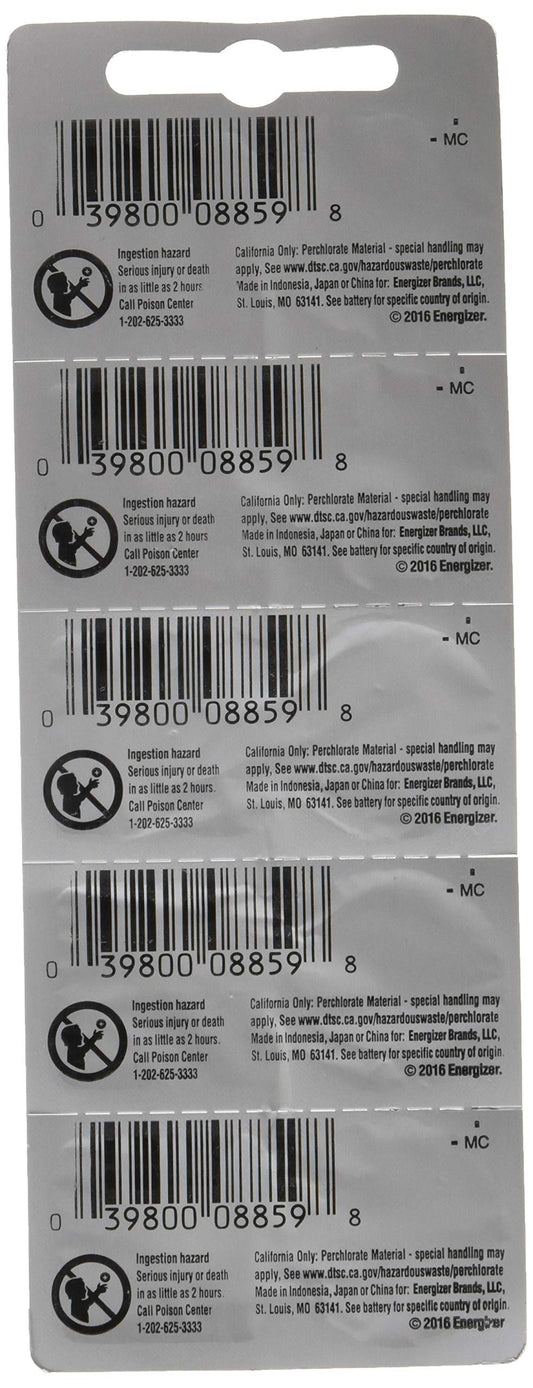 - MC
0 39800 08859 8
Ingestion hazard
Serious injury or death
in as little as 2 hours.
Call Poison Center
1-202-625-3333
California Only: Perchlorate Material - special handling may
apply, See www.dtsc.ca.gov/hazardouswaste/perchlorate
Made in Indonesia, Japan or China for: Energizer Brands, LLC,
St. Louis, MO 63141. See battery for specific country of origin.
© 2016 Energizer.
- MC
0 39800 08859 8
Ingestion hazard
Serious injury or death
in as little as 2 hours
Call Poison Center
1-202-625-3333
California Only: Perchlorate Material - special handling may
apply, See www.dtsc.ca.gov/hazardouswaste/perchlorate
Made in Indonesia, Japan or China for: Energizer Brands, LLC,
St. Louis, MO 63141. See battery for specific country of origin.
© 2016 Energizer.
- MC
0 39800 08859 8
Ingestion hazard
Serious injury or death
in as little as 2 hours.
Call Poison Center
1-202-625-3333
California Only: Perchlorate Material - special handling may
apply, See www.dtsc.ca.gov/hazardouswaste/perchlorate
Made in Indonesia, Japan or China for: Energizer Brands, LLC,
St. Louis, MO 63141. See battery for specific country of origin.
© 2016 Energizer.
- MC
0 39800 08859 8
Ingestion hazard
Serious injury or death
in as little as 2 hours.
Call Poison Center
1-202-625-3333
California Only: Perchlorate Material - special handling may
apply, See www.dtsc.ca.gov/hazardouswaste/perchlorate
Made in Indonesia, Japan or China for: Energizer Brands, LLC,
St. Louis, MO 63141. See battery for specific country of origin.
© 2016 Energizer.
- MC
0 39800 08859 8
Ingestion hazard
Serious injury or death
in as little as 2 hours.
Call Poison Center
1-202-625-3333
California Only: Perchlorate Material - special handling may
apply, See www.dtsc.ca.gov/hazardouswaste/perchlorate
Made in Indonesia, Japan or China for: Energizer Brands, LLC,
St. Louis, MO 63141. See battery for specific country of origin.
© 2016 Energizer